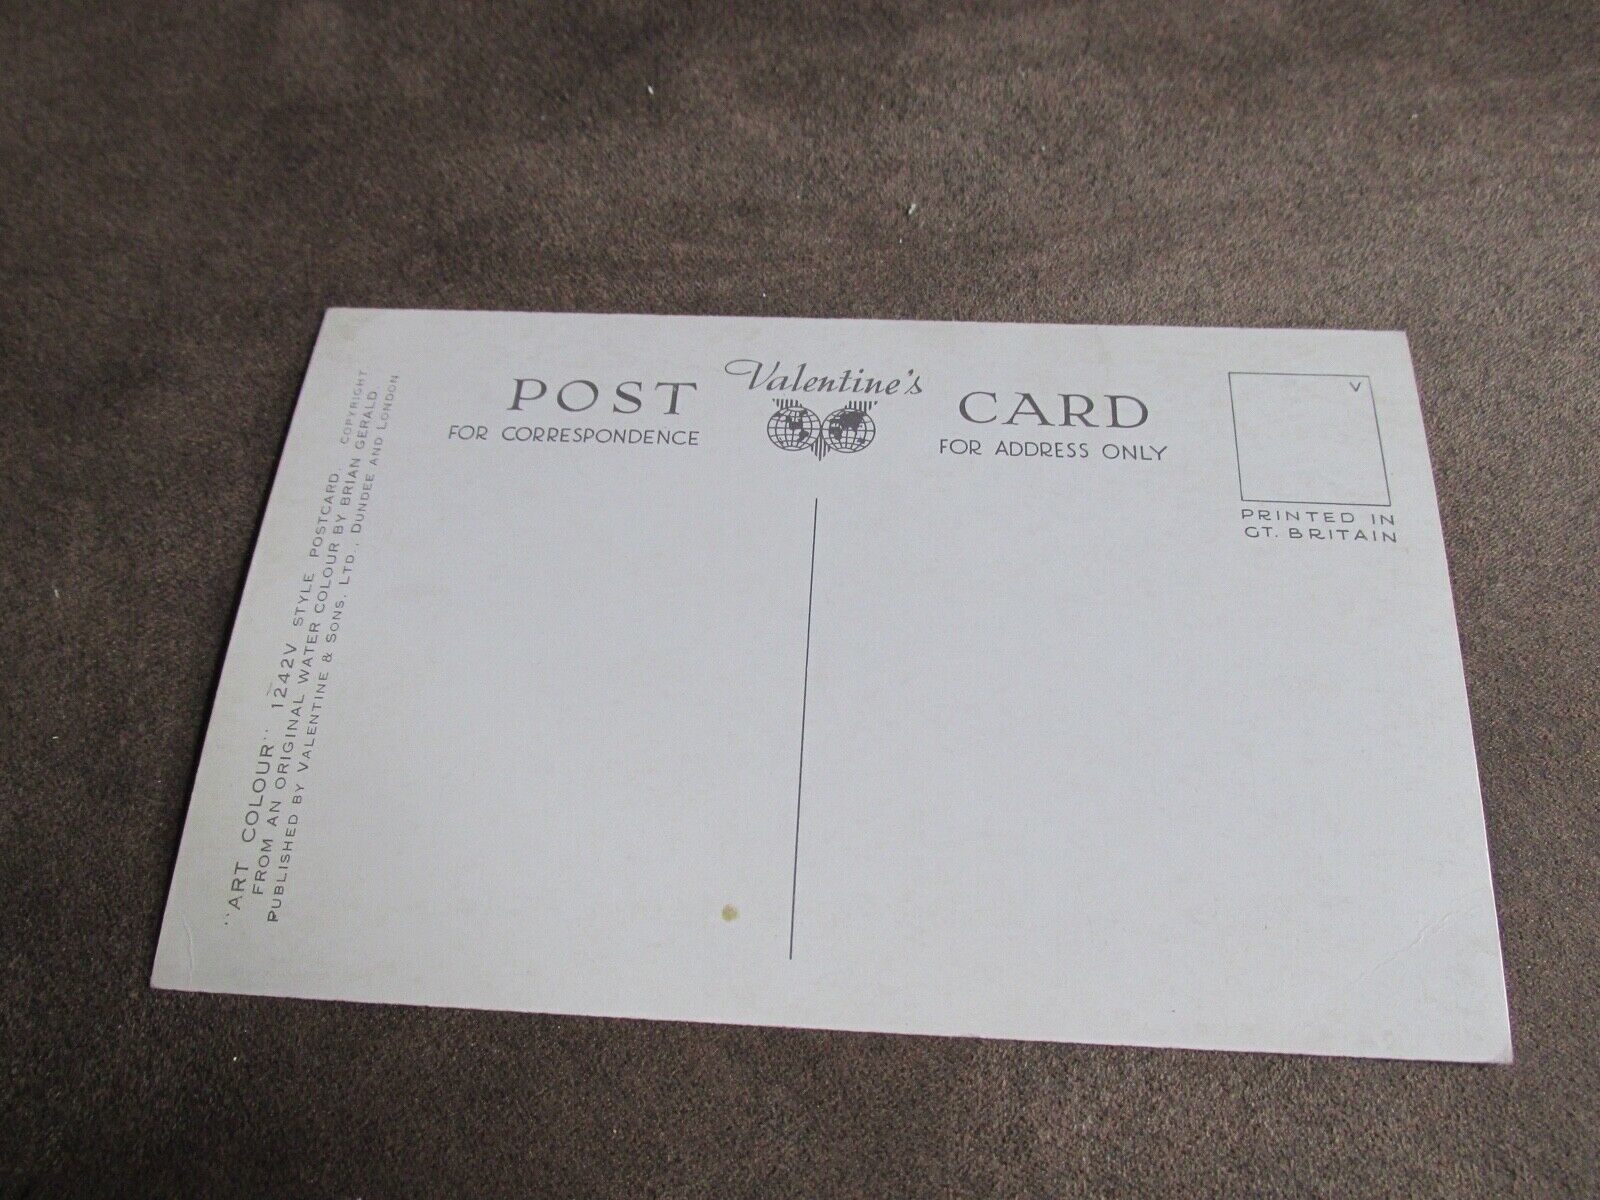 Valentine's
POST CARD
FOR CORRESPONDENCE
FOR ADDRESS ONLY
V
PRINTED IN
GT. BRITAIN
"ART COLOUR" 1242V STYLE POSTCARD. COPYRIGHT
FROM AN ORIGINAL WATER COLOUR BY BRIAN GERALD
PUBLISHED BY VALENTINE & SONS. LTD., DUNDEE AND LONDON